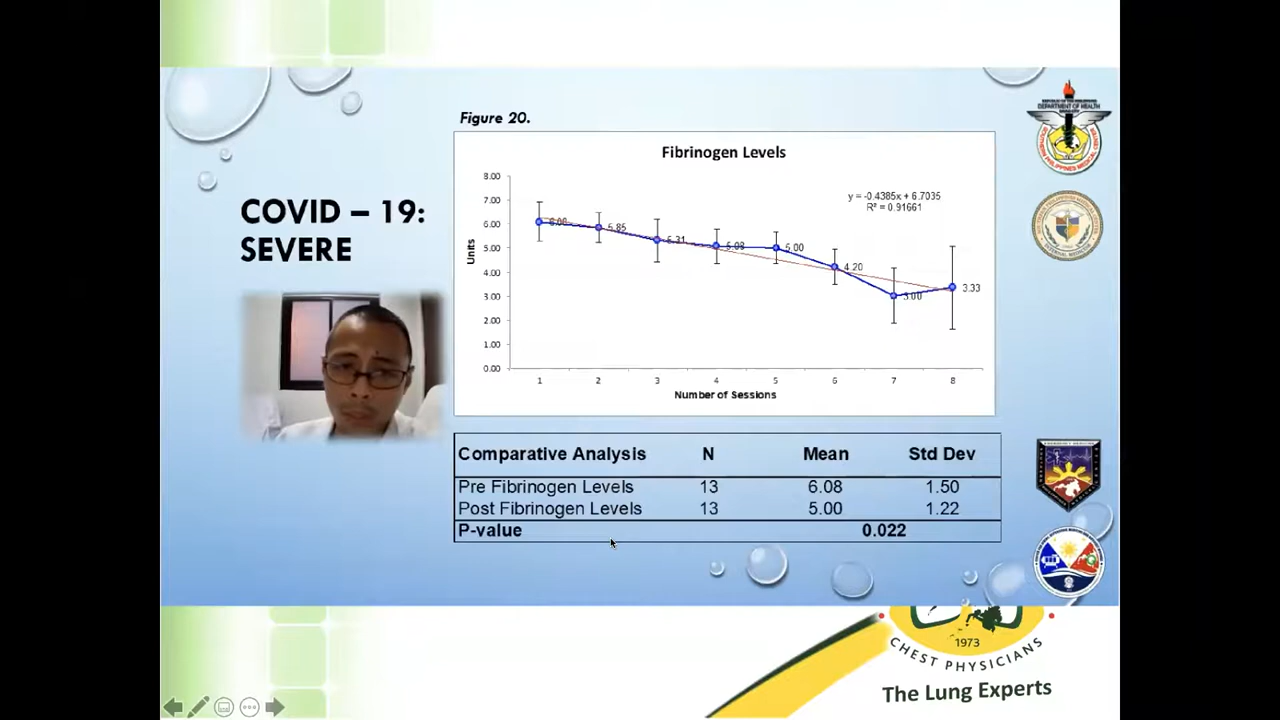 Figure 20.
Fibrinogen Levels
8.00
7.00
6.00
5.00
4.00
3.00
2.00
1.00
0.00
Units
y = -0.4385x + 6.7035
R² = 0.91661
6.08
5.85
5.31
5.08
5.00
4.20
3.00
3.33
1 2 3 4 5 6 7 8
Number of Sessions
COVID – 19:
SEVERE
Comparative Analysis N Mean Std Dev
Pre Fibrinogen Levels 13 6.08 1.50
Post Fibrinogen Levels 13 5.00 1.22
P-value 0.022
1973
CHEST PHYSICIANS
The Lung Experts